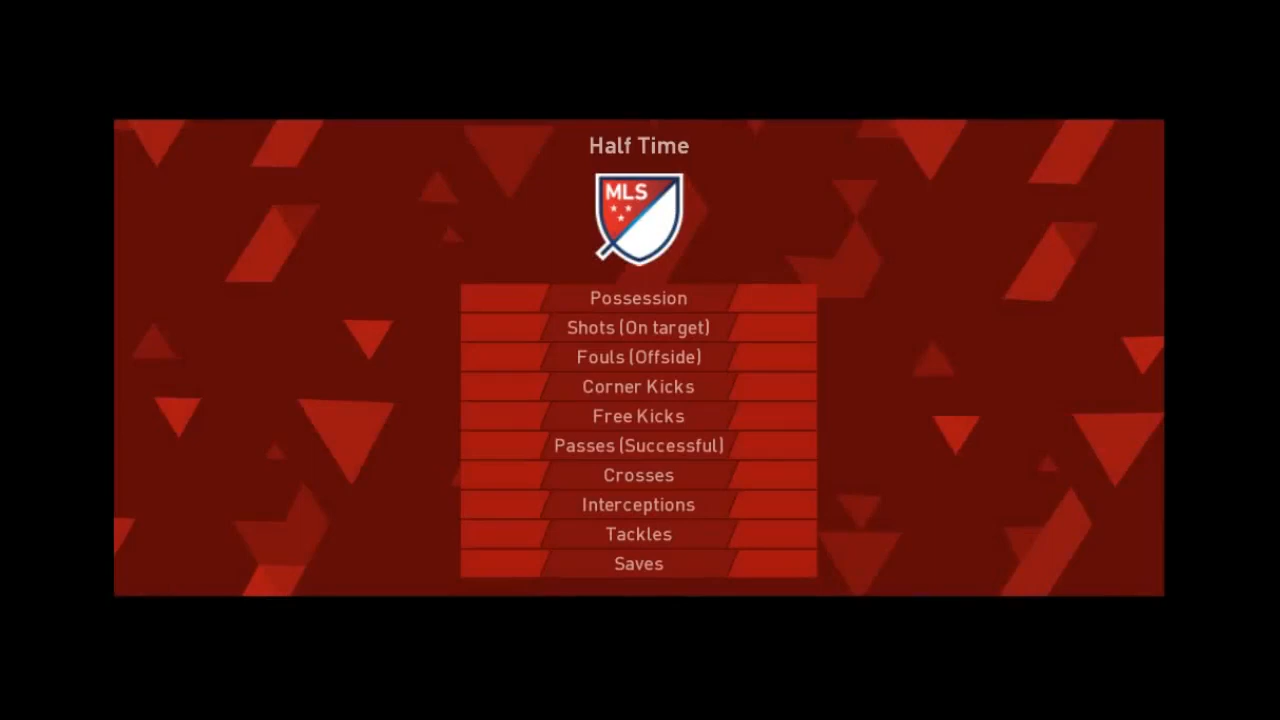 Half Time
MLS
Possession
Shots (On target)
Fouls (Offside)
Corner Kicks
Free Kicks
Passes (Successful)
Crosses
Interceptions
Tackles
Saves